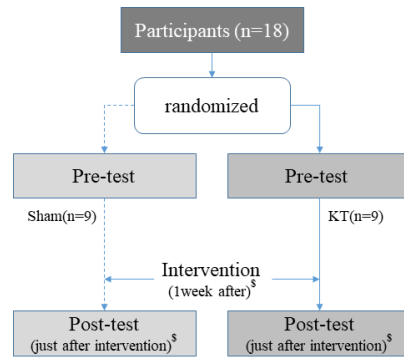 Participants (n=18)
randomized
Pre-test
Pre-test
Sham(n=9)
KT(n=9)
Intervention
(1week after)$
Post-test
(just after intervention)$
Post-test
(just after intervention)$